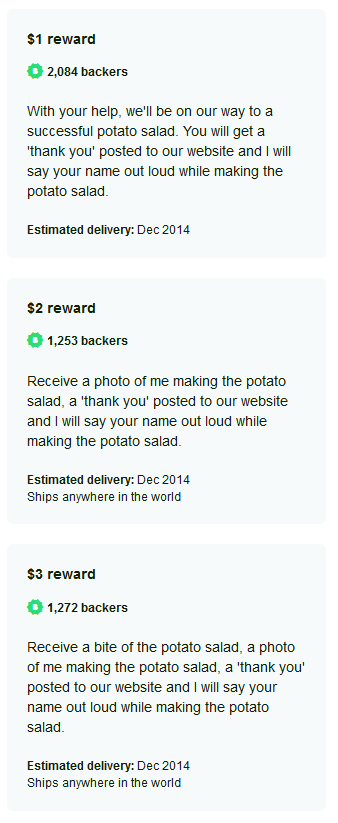 $1 reward
2,084 backers
With your help, we'll be on our way to a
successful potato salad. You will get a
'thank you' posted to our website and I will
say your name out loud while making the
potato salad.
Estimated delivery: Dec 2014
$2 reward
1,253 backers
Receive a photo of me making the potato
salad, a 'thank you' posted to our website
and I will say your name out loud while
making the potato salad.
Estimated delivery: Dec 2014
Ships anywhere in the world
$3 reward
1,272 backers
Receive a bite of the potato salad, a photo
of me making the potato salad, a 'thank you'
posted to our website and I will say your
name out loud while making the potato
salad.
Estimated delivery: Dec 2014
Ships anywhere in the world